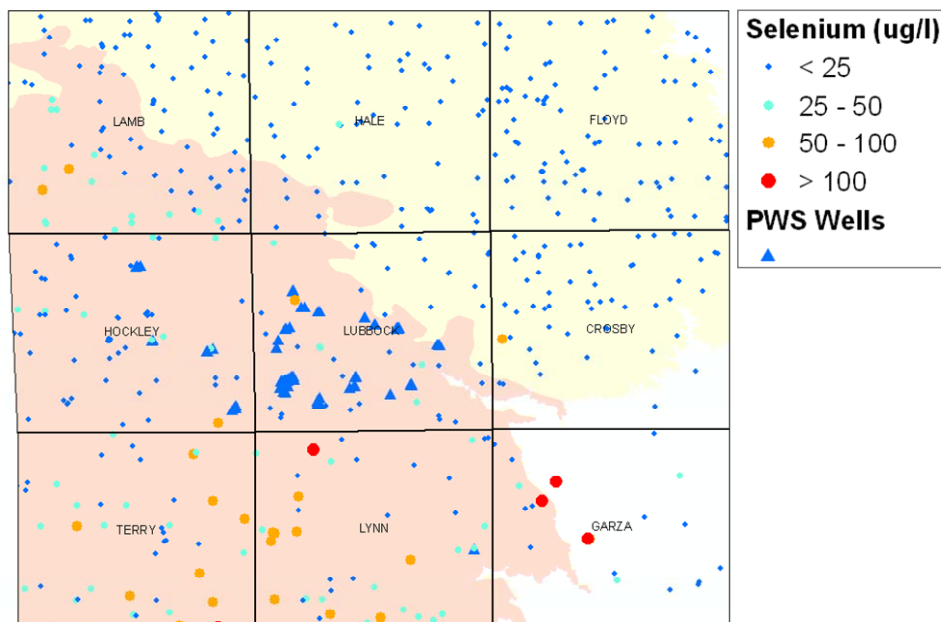 Selenium (ug/l)
< 25
25 - 50
50 - 100
> 100
PWS Wells
LAMB
HALE
FLOYD
HOCKLEY
LUBBOCK
CROSBY
TERRY
LYNN
GARZA